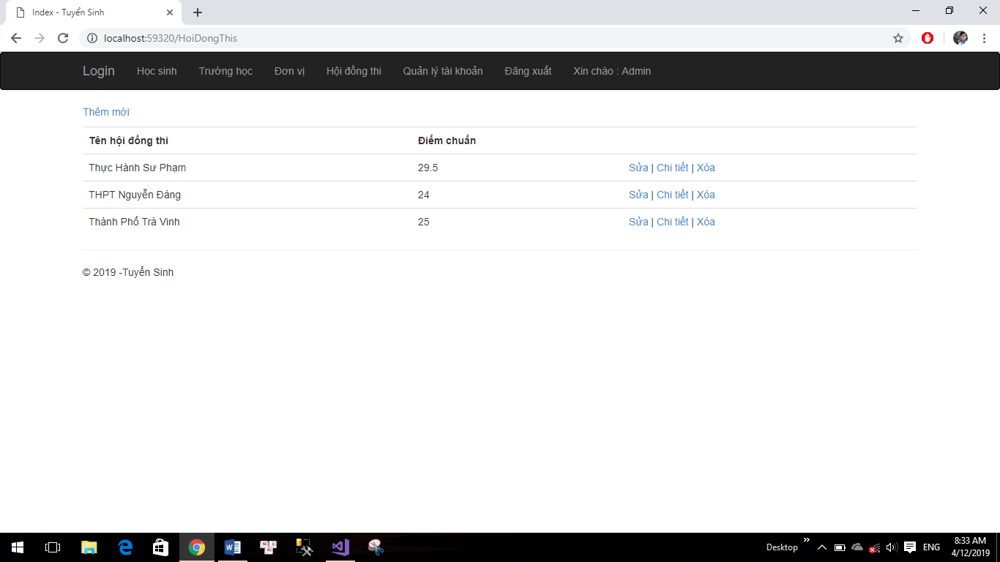 Index - Tuyển Sinh
localhost:59320/HoiDongThis
Login Học sinh Trường học Đơn vị Hội đồng thi Quản lý tài khoản Đăng xuất Xin chào : Admin
Thêm mới
Tên hội đồng thi Điểm chuẩn
Thực Hành Sư Phạm 29.5 Sửa | Chi tiết | Xóa
THPT Nguyễn Đáng 24 Sửa | Chi tiết | Xóa
Thành Phố Trà Vinh 25 Sửa | Chi tiết | Xóa
© 2019 -Tuyển Sinh
Desktop ENG 8:33 AM
4/12/2019